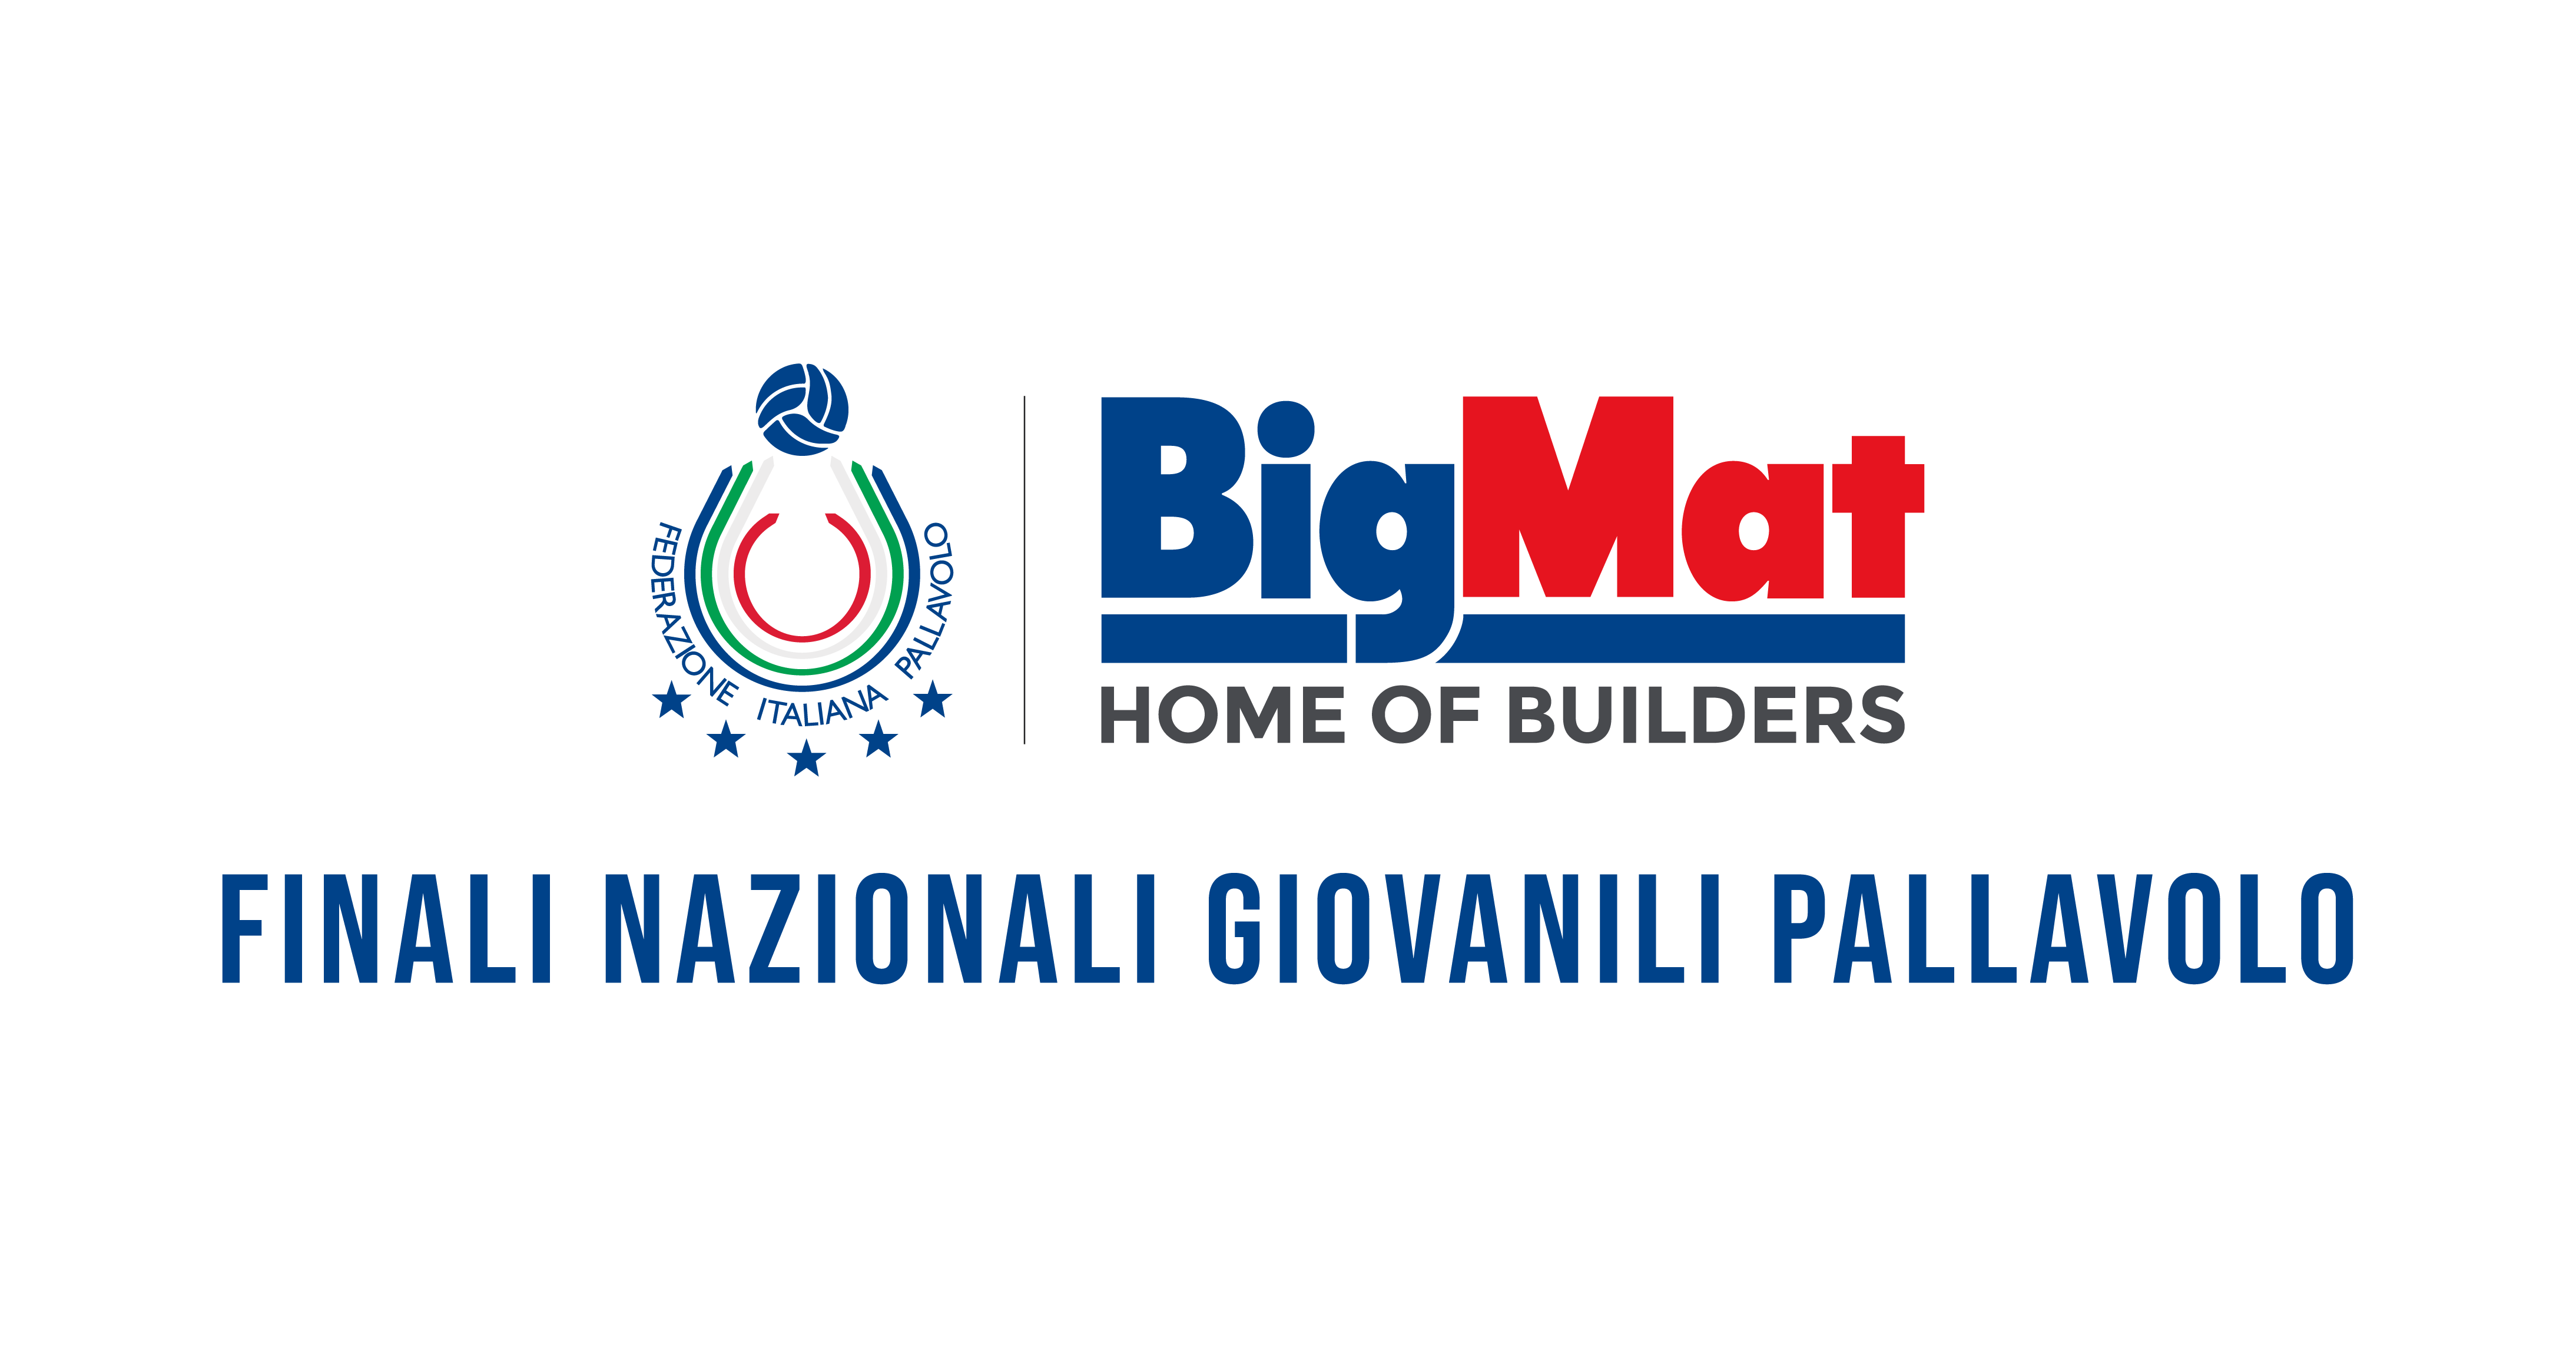 FEDERAZIONE ITALIANA PALLAVOLO
BigMat
HOME OF BUILDERS
FINALI NAZIONALI GIOVANILI PALLAVOLO